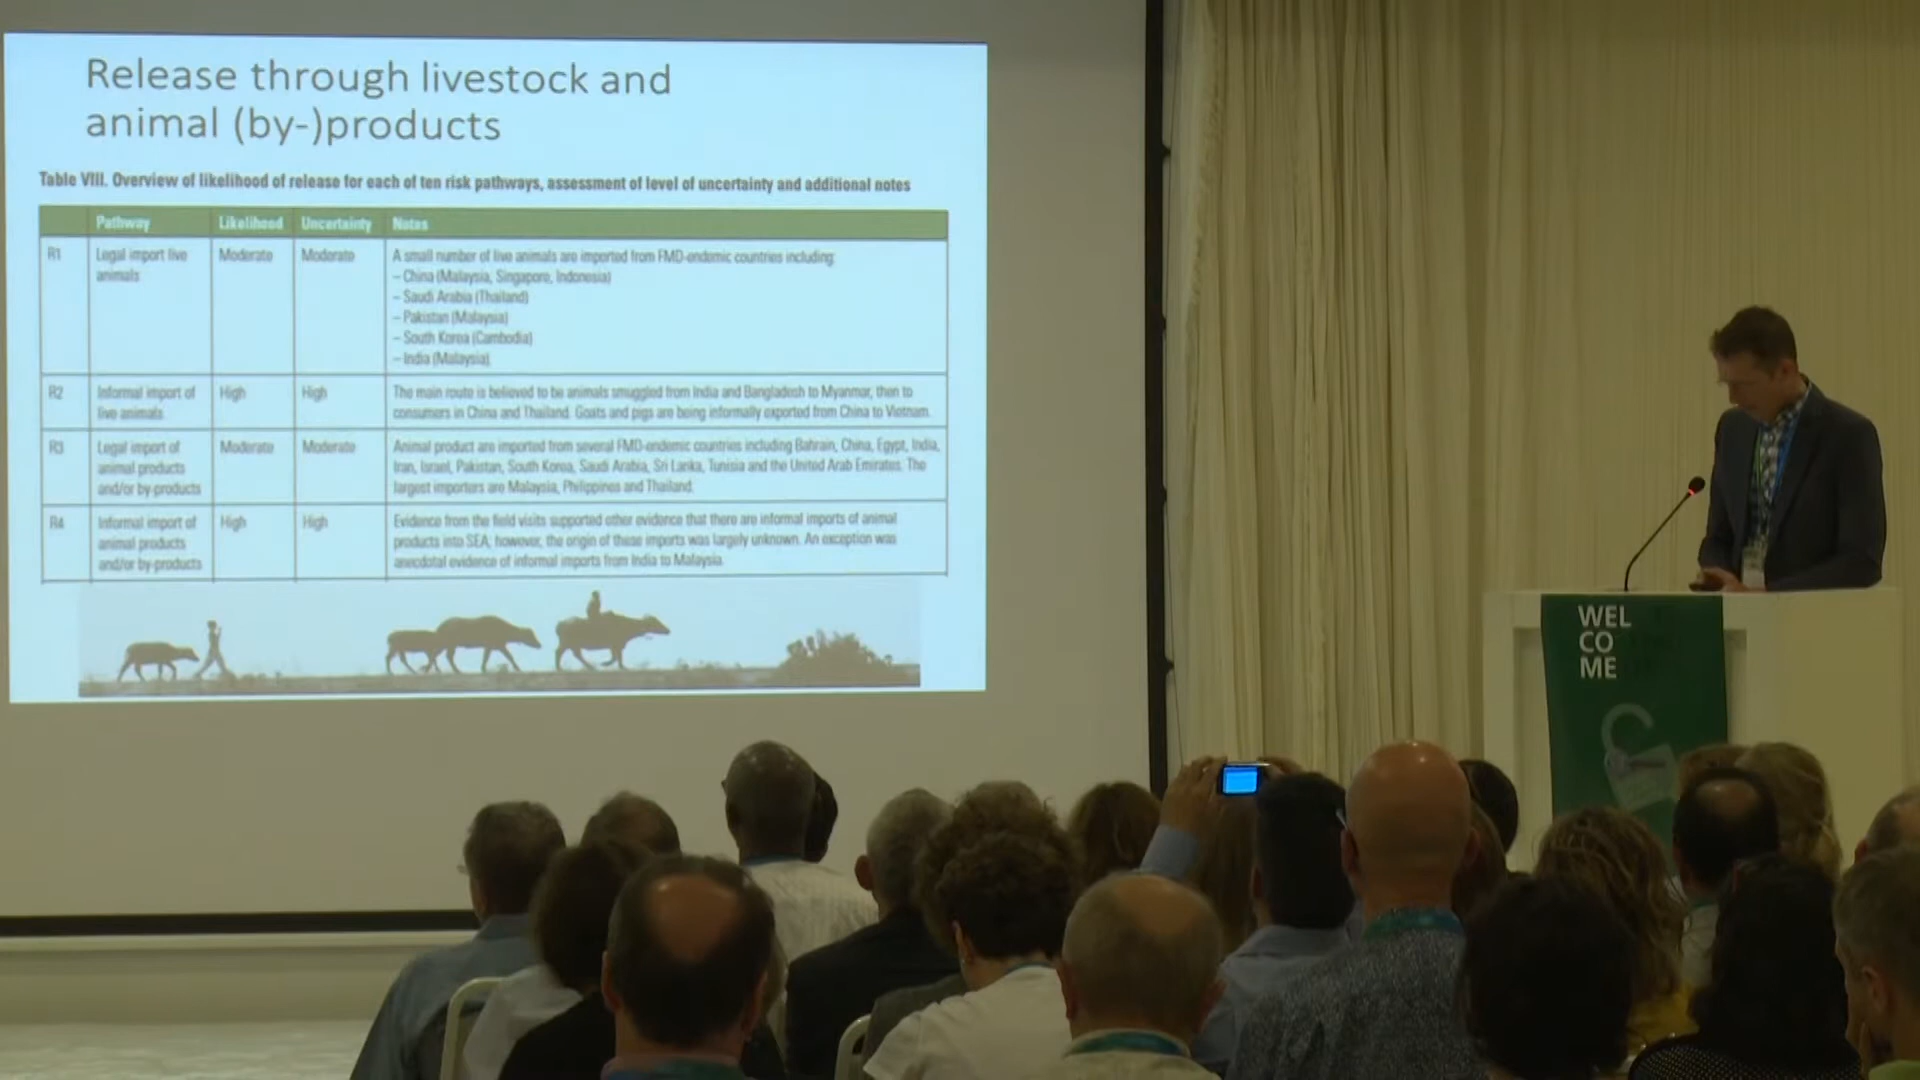 Release through livestock and
animal (by-)products
Table VIII. Overview of likelihood of release for each of ten risk pathways, assessment of level of uncertainty and additional notes
Pathway Likelihood Uncertainty Notes
R1 Legal import live Moderate Moderate A small number of live animals are imported from FMD-endemic countries including:
animals – China (Malaysia, Singapore, Indonesia)
– Saudi Arabia (Thailand)
– Pakistan (Malaysia)
– South Korea (Cambodia)
– India (Malaysia).
R2 Informal import of High High The main route is believed to be animals smuggled from India and Bangladesh to Myanmar, then to
live animals consumers in China and Thailand. Goats and pigs are being informally exported from China to Vietnam.
R3 Legal import of Moderate Moderate Animal product are imported from several FMD-endemic countries including Bahrain, China, Egypt, India,
animal products Iran, Israel, Pakistan, South Korea, Saudi Arabia, Sri Lanka, Tunisia and the United Arab Emirates. The
and/or by-products largest importers are Malaysia, Philippines and Thailand.
R4 Informal import of High High Evidence from the field visits supported other evidence that there are informal imports of animal
animal products products into SEA; however, the origin of these imports was largely unknown. An exception was
and/or by-products anecdotal evidence of informal imports from India to Malaysia.
WEL
CO
ME